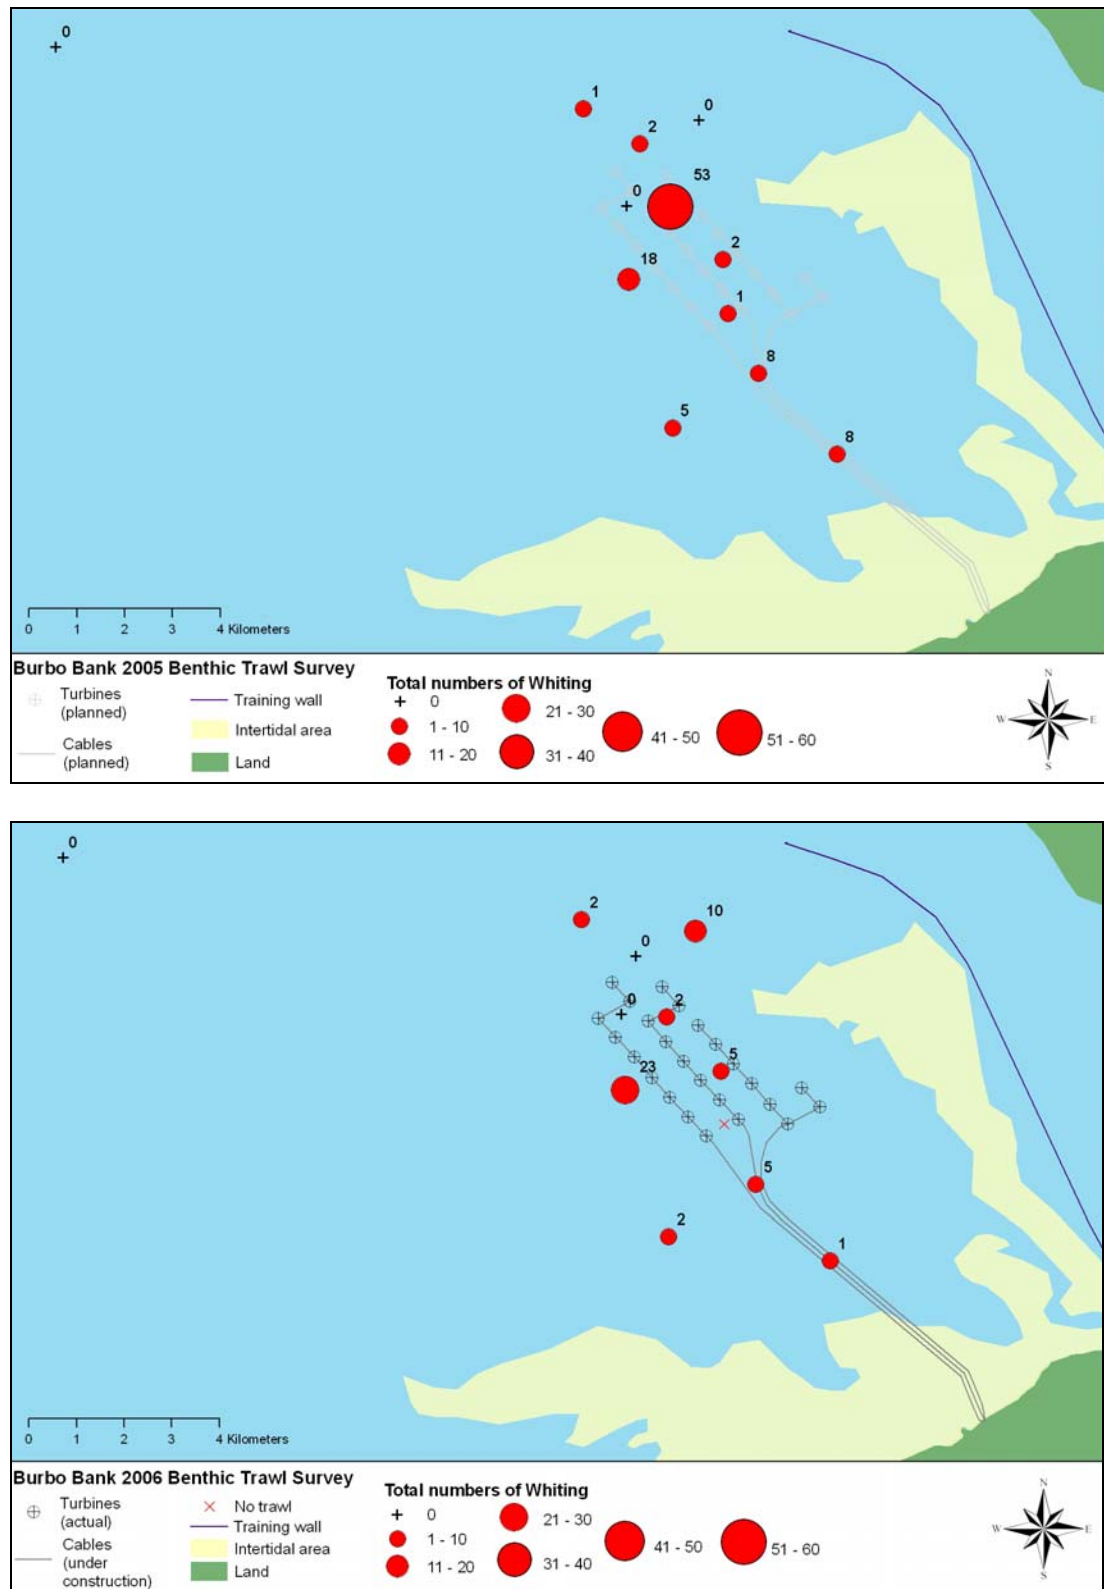 0
1
0
2
53
0
2
18
1
8
5
8
0 1 2 3 4 Kilometers
Burbo Bank 2005 Benthic Trawl Survey
Turbines
(planned)
Cables
(planned)
Training wall
Intertidal area
Land
Total numbers of Whiting
0
1 - 10
11 - 20
21 - 30
31 - 40
41 - 50
51 - 60
N
W E
S
0
2
10
0
0
2
5
23
5
2
1
0 1 2 3 4 Kilometers
Burbo Bank 2006 Benthic Trawl Survey
Turbines
(actual)
Cables
(under
construction)
No trawl
Training wall
Intertidal area
Land
Total numbers of Whiting
0
1 - 10
11 - 20
21 - 30
31 - 40
41 - 50
51 - 60
N
W E
S